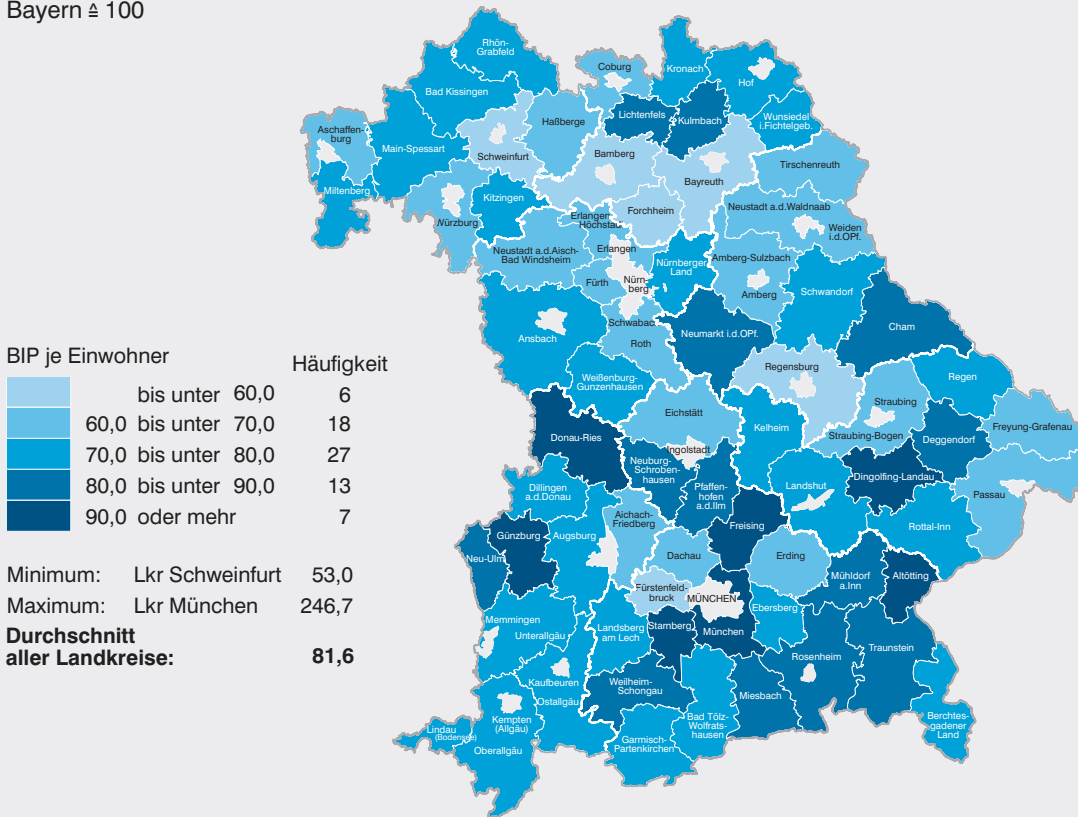 Bayern ≙ 100
Rhön-
Grabfeld
Coburg
Kronach
Hof
Bad Kissingen
Lichtenfels
Kulmbach
Wunsiedel
i.Fichtelgeb.
Haßberge
Aschaffen-
burg
Main-Spessart
Schweinfurt
Bamberg
Bayreuth
Tirschenreuth
Miltenberg
Kitzingen
Forchheim
Neustadt a.d.Waldnaab
Würzburg
Erlangen-
Höchstadt
Weiden
i.d.OPf.
Neustadt a.d.Aisch-
Bad Windsheim
Erlangen
Nürnberger
Land
Amberg-Sulzbach
Fürth
Nürn-
berg
Amberg
Schwandorf
Schwabach
Roth
Neumarkt i.d.OPf.
Cham
Ansbach
Weißenburg-
Gunzenhausen
Regensburg
Regen
Eichstätt
Kelheim
Straubing
Straubing-Bogen
Freyung-Grafenau
Donau-Ries
Ingolstadt
Deggendorf
Neuburg-
Schroben-
hausen
Pfaffen-
hofen
a.d.Ilm
Landshut
Dingolfing-Landau
Passau
Dillingen
a.d.Donau
Aichach-
Friedberg
Freising
Rottal-Inn
Günzburg
Augsburg
Neu-Ulm
Dachau
Erding
Mühldorf
a.Inn
Altötting
Fürstenfeld-
bruck
MÜNCHEN
Ebersberg
Memmingen
Unterallgäu
Landsberg
am Lech
Starnberg
München
Rosenheim
Traunstein
Kaufbeuren
Ostallgäu
Weilheim-
Schongau
Miesbach
Bad Tölz-
Wolfrats-
hausen
Berchtes-
gadener
Land
Kempten
(Allgäu)
Lindau
(Bodensee)
Oberallgäu
Garmisch-
Partenkirchen
BIP je Einwohner Häufigkeit
bis unter 60,0 6
60,0 bis unter 70,0 18
70,0 bis unter 80,0 27
80,0 bis unter 90,0 13
90,0 oder mehr 7
Minimum: Lkr Schweinfurt 53,0
Maximum: Lkr München 246,7
Durchschnitt
aller Landkreise: 81,6